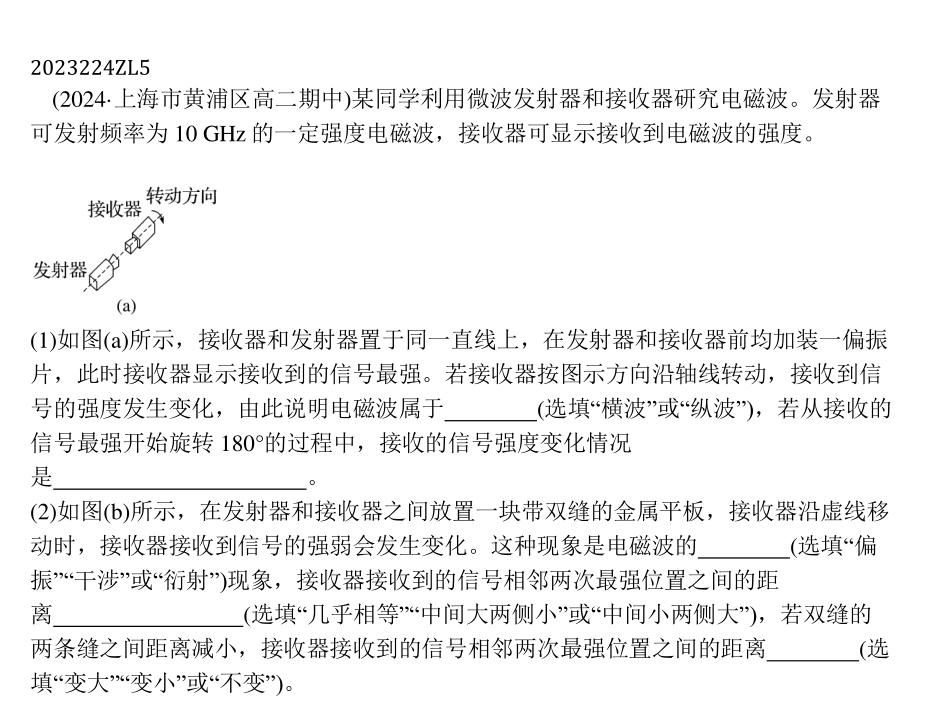 2023224ZL5
(2024·上海市黄浦区高二期中)某同学利用微波发射器和接收器研究电磁波。发射器
可发射频率为 10 GHz 的一定强度电磁波，接收器可显示接收到电磁波的强度。
转动方向
接收器
发射器
(a)
(1)如图(a)所示，接收器和发射器置于同一直线上，在发射器和接收器前均加装一偏振
片，此时接收器显示接收到的信号最强。若接收器按图示方向沿轴线转动，接收到信
号的强度发生变化，由此说明电磁波属于________(选填“横波”或“纵波”)，若从接收的
信号最强开始旋转 180°的过程中，接收的信号强度变化情况
是______________________。
(2)如图(b)所示，在发射器和接收器之间放置一块带双缝的金属平板，接收器沿虚线移
动时，接收器接收到信号的强弱会发生变化。这种现象是电磁波的________(选填“偏
振”“干涉”或“衍射”)现象，接收器接收到的信号相邻两次最强位置之间的距
离________________(选填“几乎相等”“中间大两侧小”或“中间小两侧大”)，若双缝的
两条缝之间距离减小，接收器接收到的信号相邻两次最强位置之间的距离________(选
填“变大”“变小”或“不变”)。